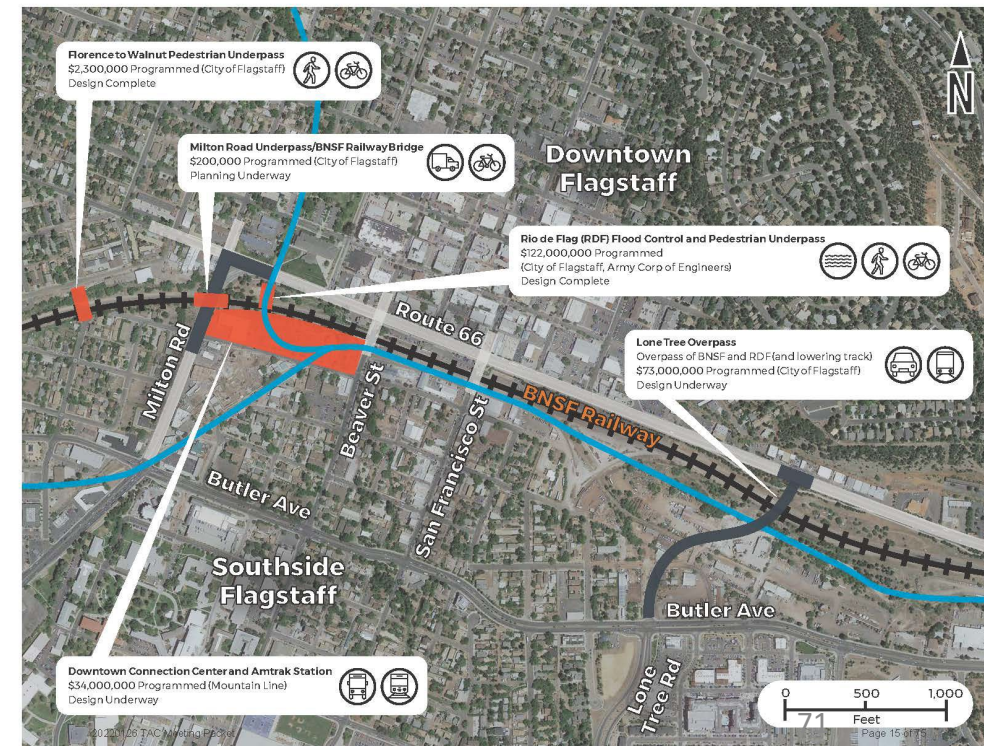 Florence to Walnut Pedestrian Underpass
$2,300,000 Programmed (City of Flagstaff)
Design Complete
Milton Road Underpass/BNSF Railway Bridge
$200,000 Programmed (City of Flagstaff)
Planning Underway
Downtown
Flagstaff
N
Rio de Flag (RDF) Flood Control and Pedestrian Underpass
$122,000,000 Programmed
(City of Flagstaff, Army Corp of Engineers)
Design Complete
Route 66
Lone Tree Overpass
Overpass of BNSF and RDF (and lowering track)
$73,000,000 Programmed (City of Flagstaff)
Design Underway
Milton Rd
Beaver St
San Francisco St
BNSF Railway
Butler Ave
Southside
Flagstaff
Butler Ave
Lone
Tree Rd
Downtown Connection Center and Amtrak Station
$34,000,000 Programmed (Mountain Line)
Design Underway
0 500 1,000
Feet
71
20220126 TAC Meeting Packet
Page 15 of 75